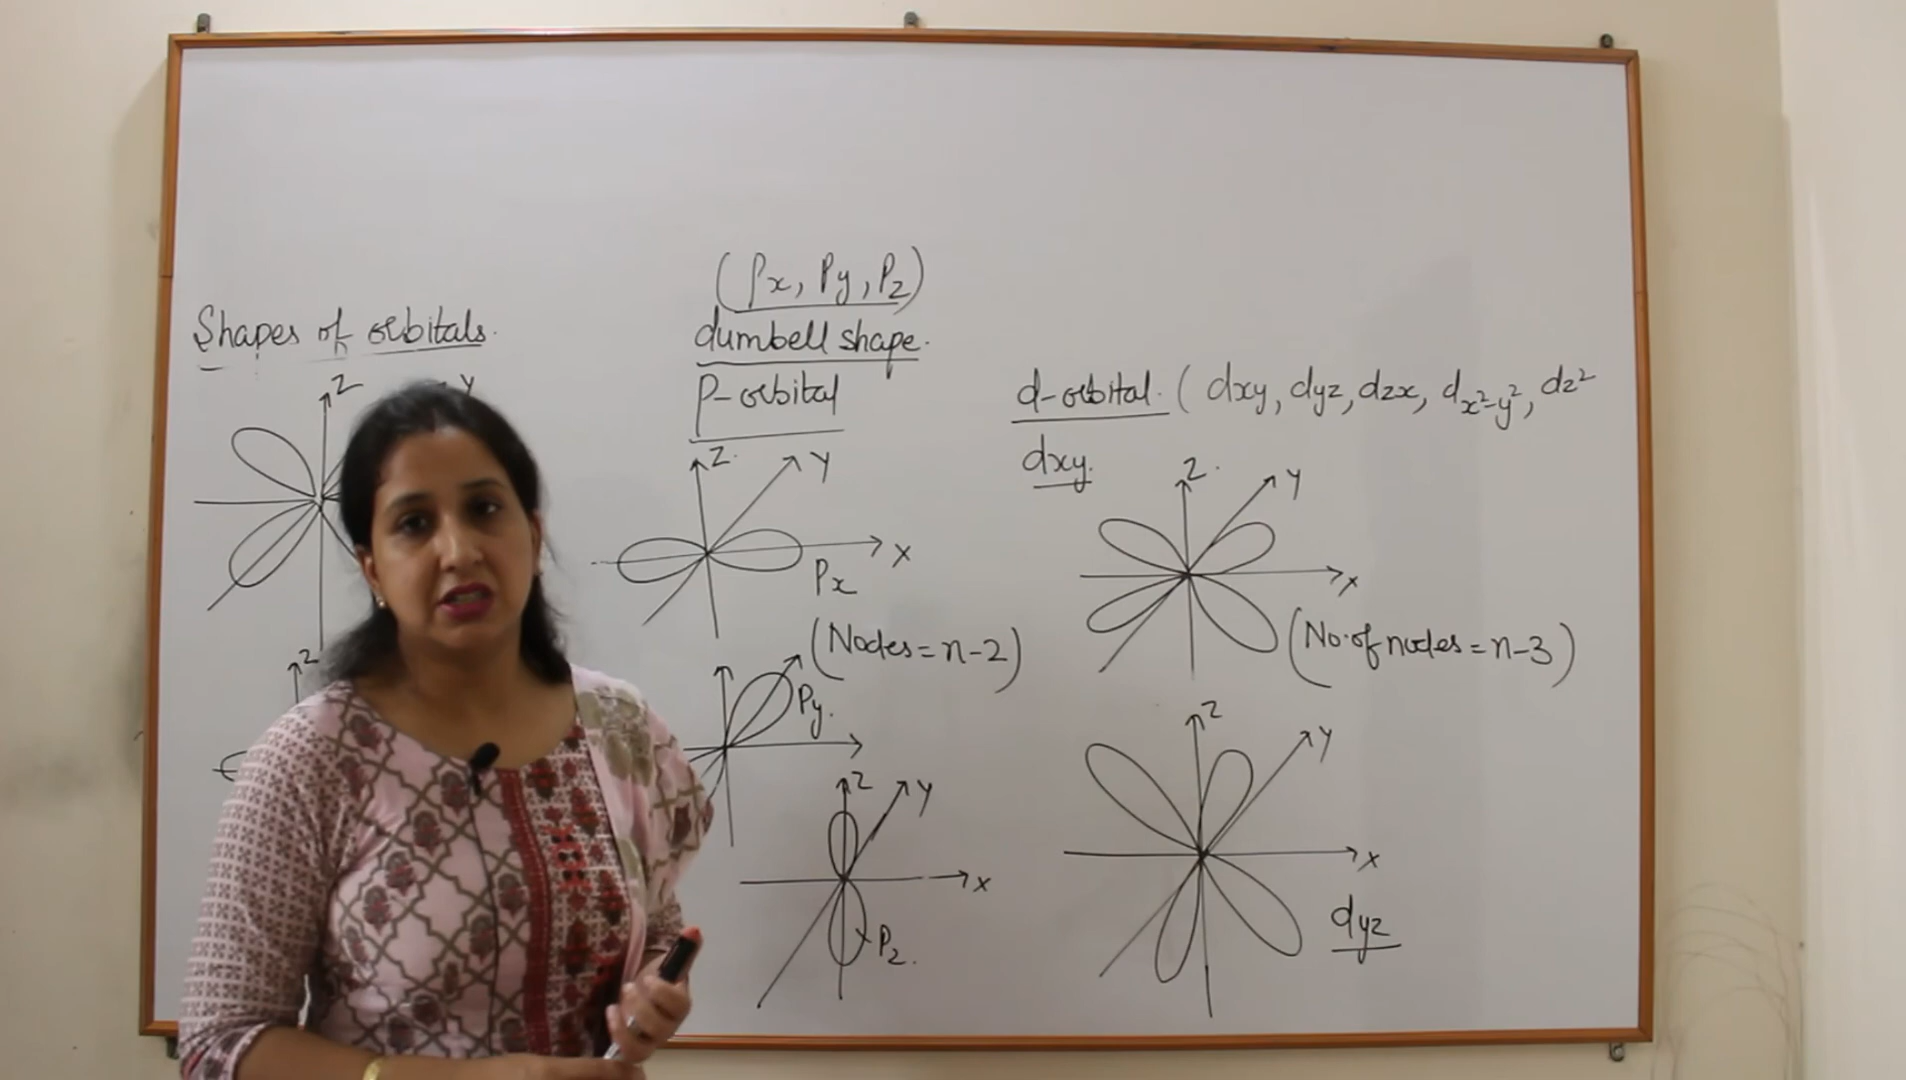 Shapes of orbitals.
Z
Y
Z
(Px, Py, Pz)
dumbell shape.
P-orbital
Z.
Y
X
Px
(Nodes = n-2)
Py.
Z
Y
X
Pz.
d-orbital. ( dxy, dyz, dzx, dx²-y², dz²
dxy.
Z.
Y
X
(No. of nodes = n-3)
Z
Y
X
dyz